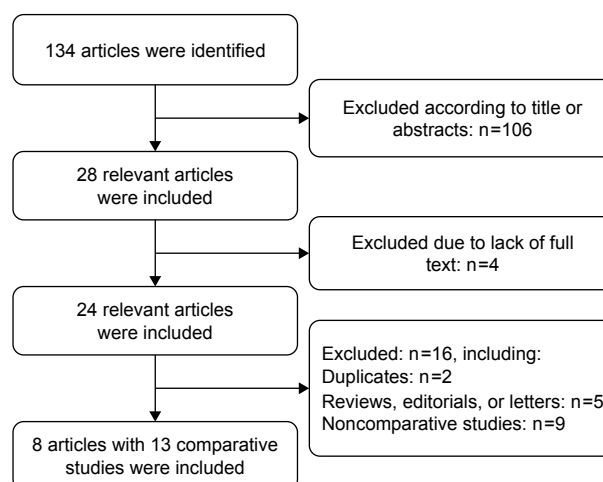 134 articles were identified
Excluded according to title or
abstracts: n=106
28 relevant articles
were included
Excluded due to lack of full
text: n=4
24 relevant articles
were included
Excluded: n=16, including:
Duplicates: n=2
Reviews, editorials, or letters: n=5
Noncomparative studies: n=9
8 articles with 13 comparative
studies were included